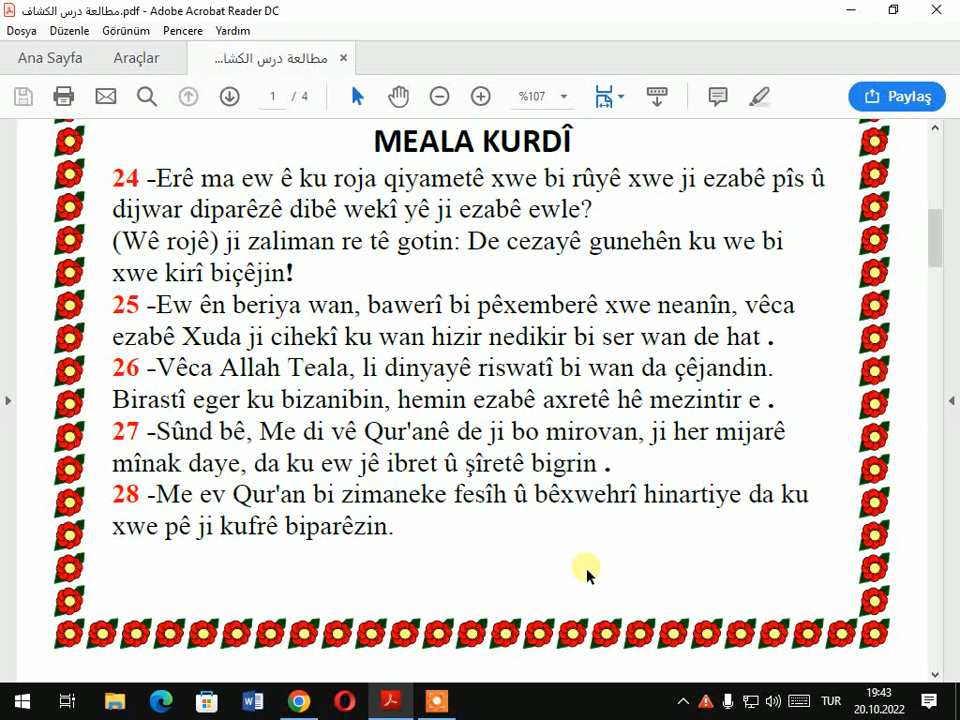 مطالعة درس الكشاف.pdf - Adobe Acrobat Reader DC
Dosya Düzenle Görünüm Pencere Yardım
Ana Sayfa Araçlar مطالعة درس الكشا... ×
1 / 4 %107 Paylaş
MEALA KURDÎ
24 -Erê ma ew ê ku roja qiyametê xwe bi rûyê xwe ji ezabê pîs û
dijwar diparêzê dibê wekî yê ji ezabê ewle?
(Wê rojê) ji zaliman re tê gotin: De cezayê gunehên ku we bi
xwe kirî biçêjin!
25 -Ew ên beriya wan, bawerî bi pêxemberê xwe neanîn, vêca
ezabê Xuda ji cihekî ku wan hizir nedikir bi ser wan de hat .
26 -Vêca Allah Teala, li dinyayê riswatî bi wan da çêjandin.
Birastî eger ku bizanibin, hemin ezabê axretê hê mezintir e .
27 -Sûnd bê, Me di vê Qur'anê de ji bo mirovan, ji her mijarê
mînak daye, da ku ew jê ibret û şîretê bigrin .
28 -Me ev Qur'an bi zimaneke fesîh û bêxwehrî hinartiye da ku
xwe pê ji kufrê biparêzin.
TUR 19:43
20.10.2022